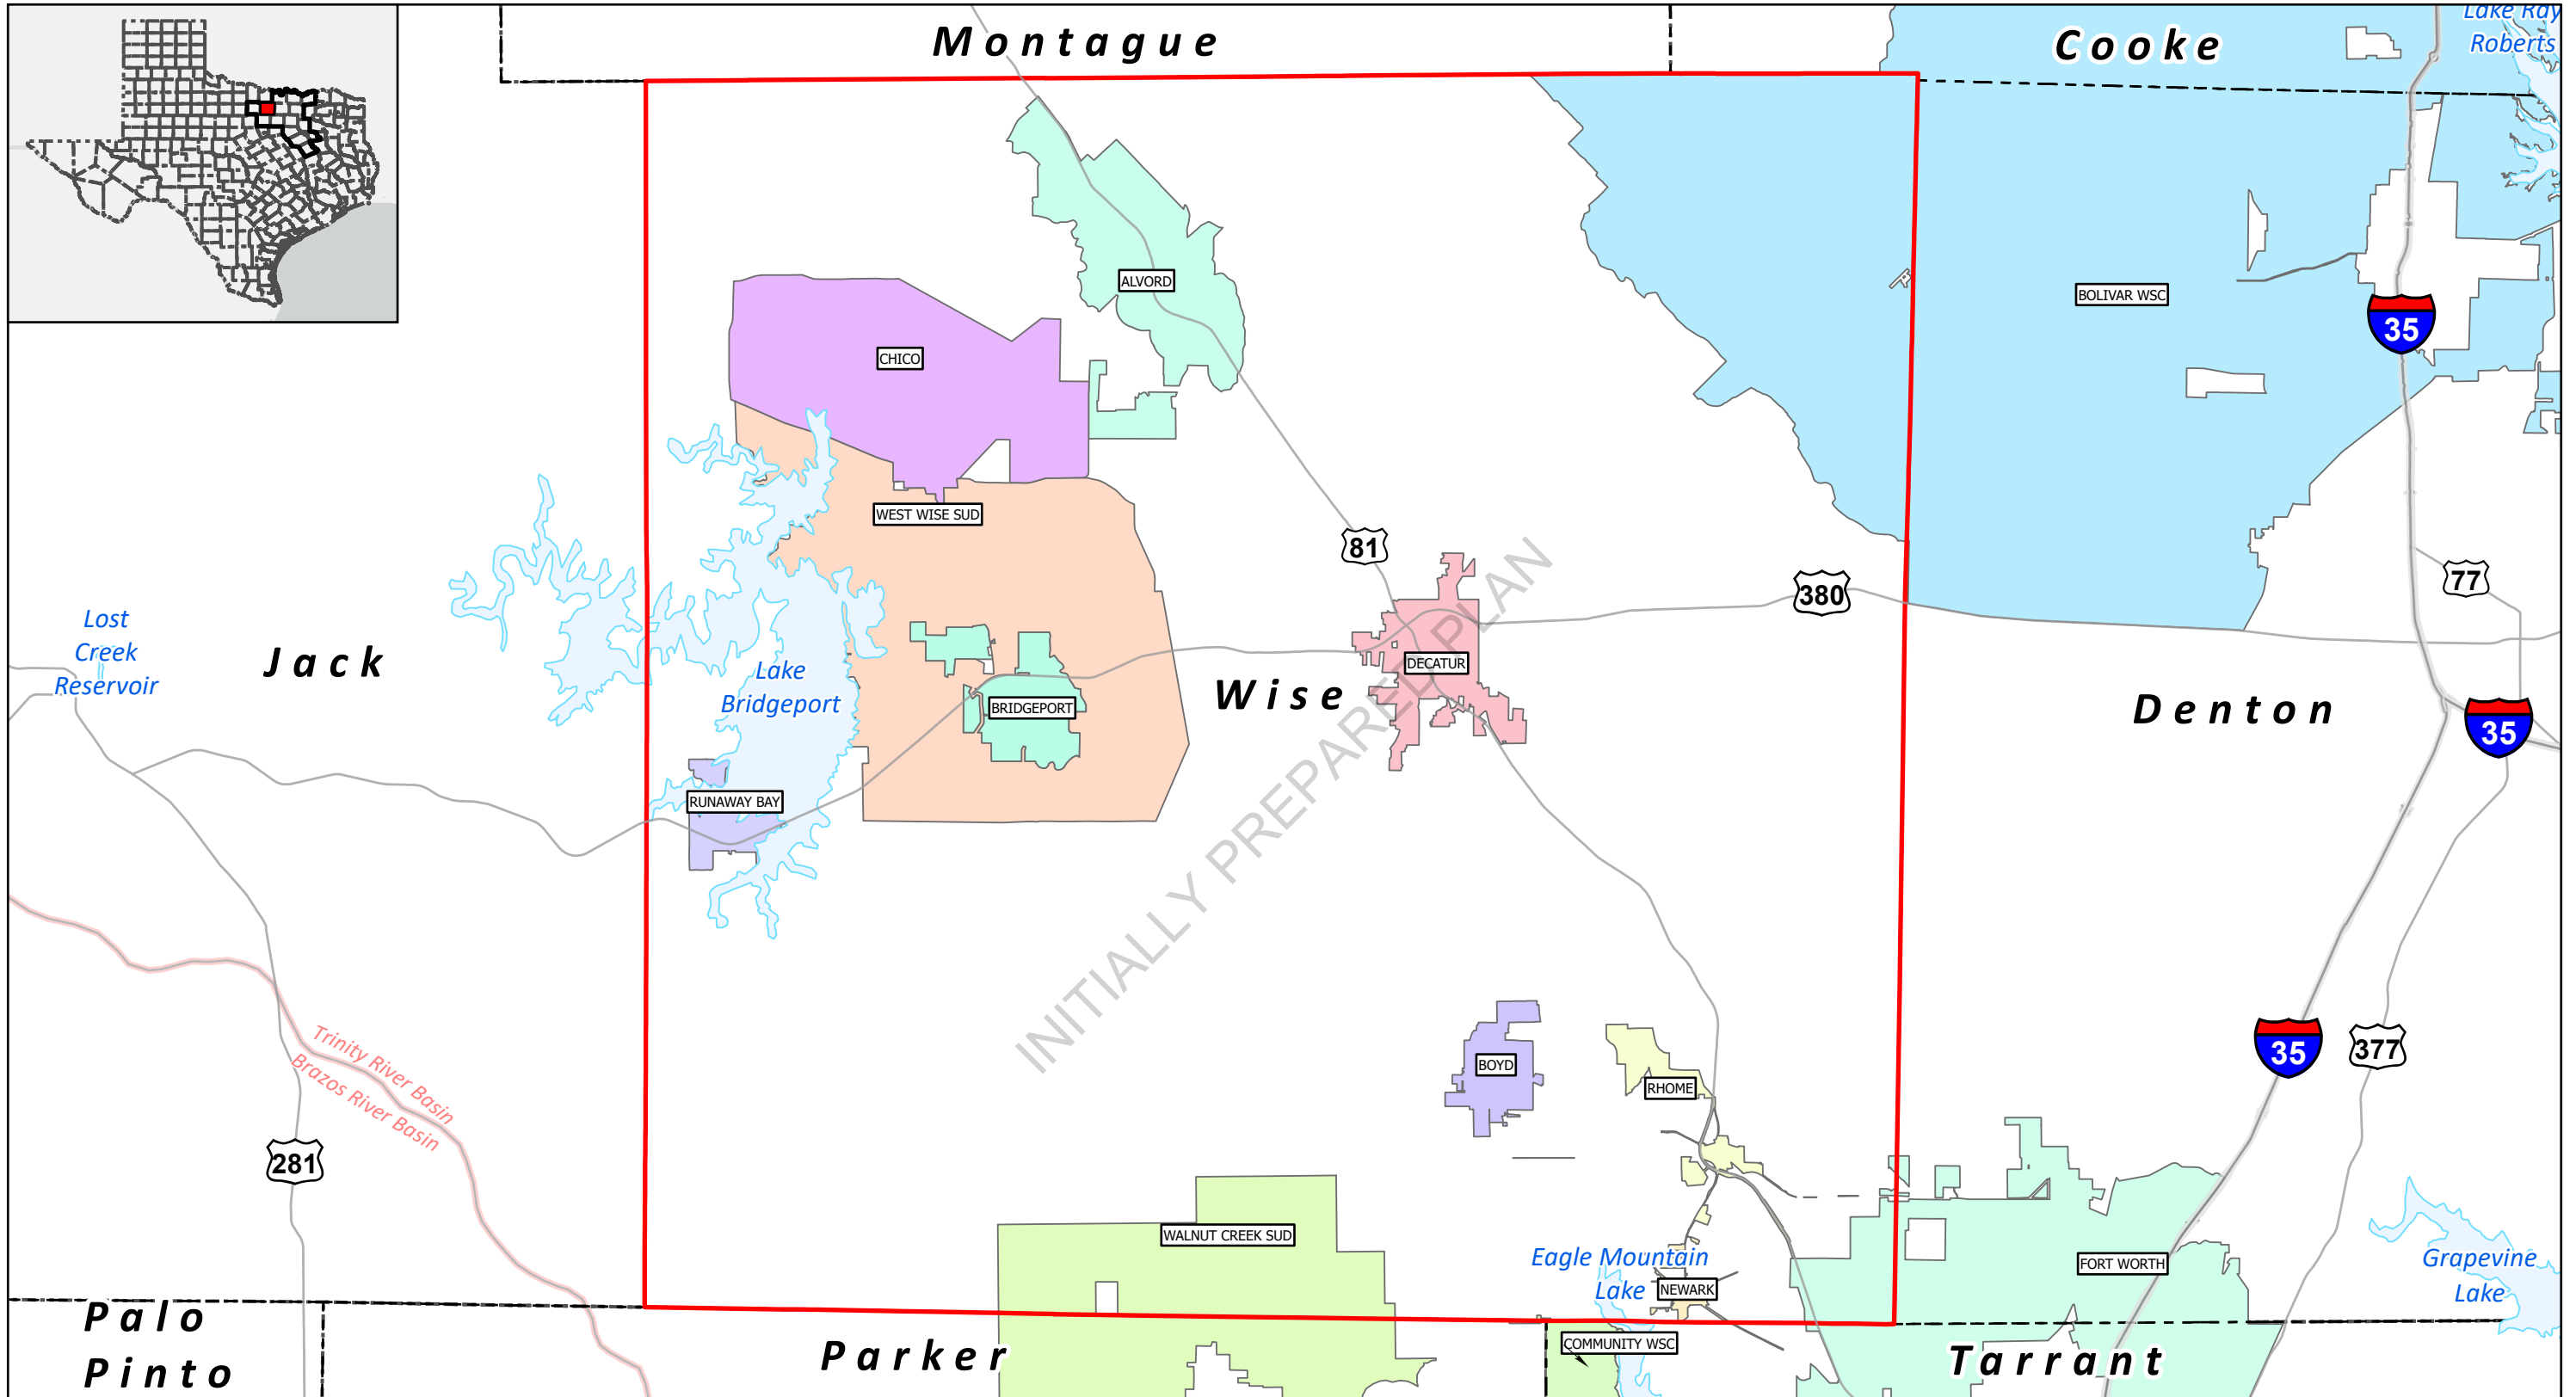 Montague
Cooke
Lake Ray
Roberts
ALVORD
BOLIVAR WSC
35
CHICO
WEST WISE SUD
81
380
77
Lost
Creek
Reservoir
Jack
Lake
Bridgeport
BRIDGEPORT
Wise
DECATUR
Denton
35
RUNAWAY BAY
INITIALLY PREPARED PLAN
Trinity River Basin
Brazos River Basin
281
BOYD
RHOME
35
377
WALNUT CREEK SUD
Eagle Mountain
Lake
NEWARK
FORT WORTH
Grapevine
Lake
Palo
Pinto
Parker
COMMUNITY WSC
Tarrant